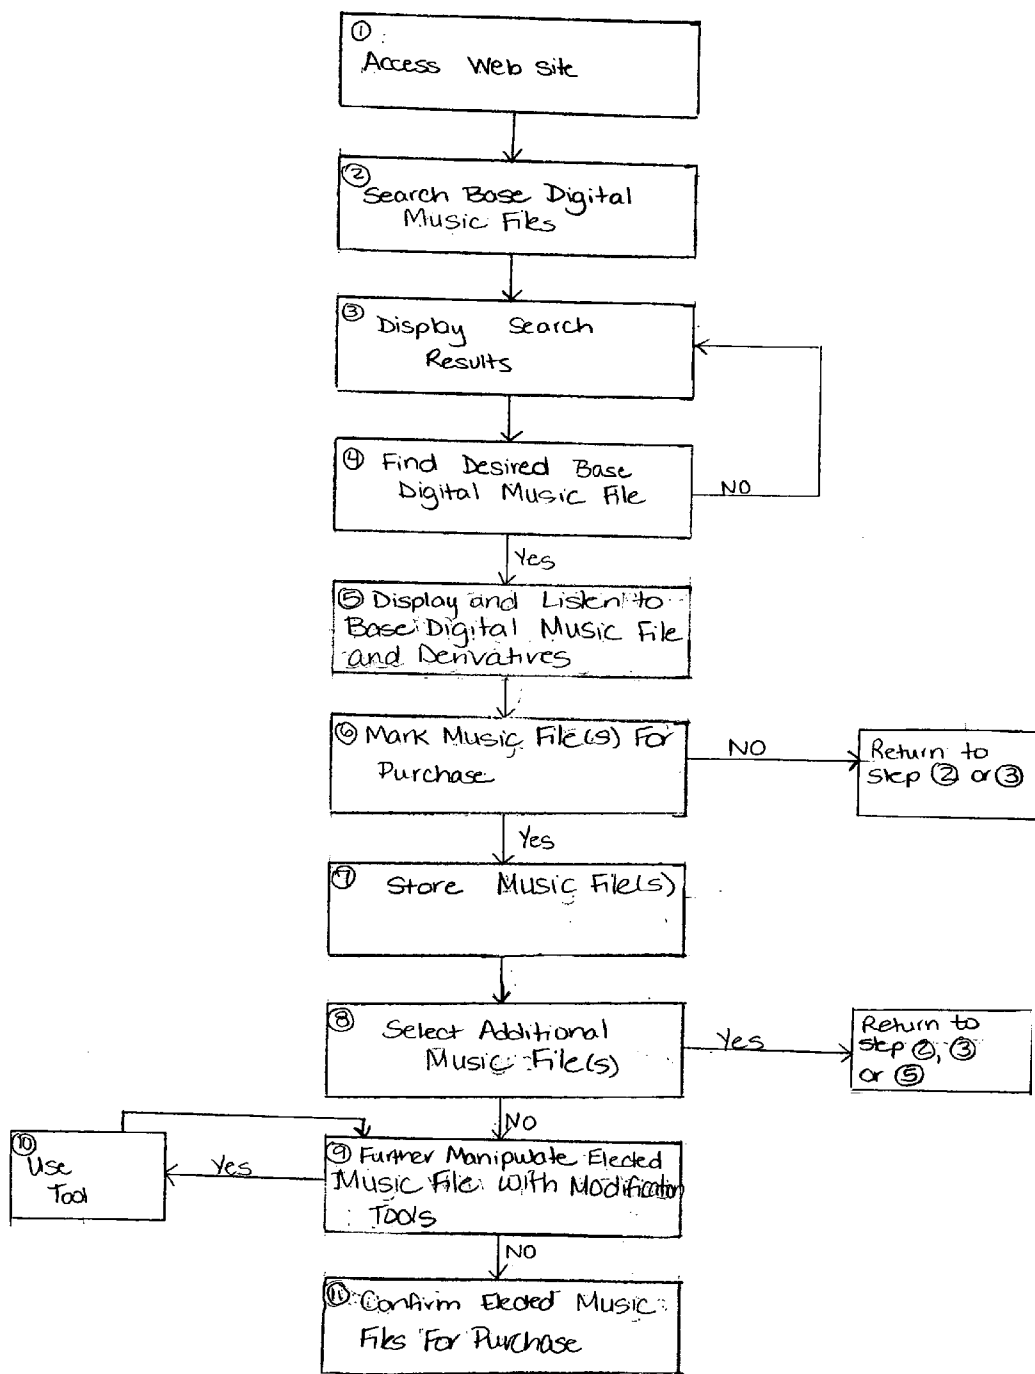 ①
Access Web site
②
Search Base Digital
Music Files
③ Display Search
Results
④ Find Desired Base
Digital Music File
NO
Yes
⑤ Display and Listen to
Base Digital Music File
and Derivatives
⑥ Mark Music File(s) For
Purchase
NO
Return to
step ② or ③
Yes
⑦ Store Music File(s)
⑧ Select Additional
Music File(s)
Yes
Return to
step ②, ③
or ⑤
NO
⑩
Use
Tool
Yes
⑨ Further Manipulate Elected
Music File with Modification
Tools
NO
⑪ Confirm Elected Music
Files For Purchase